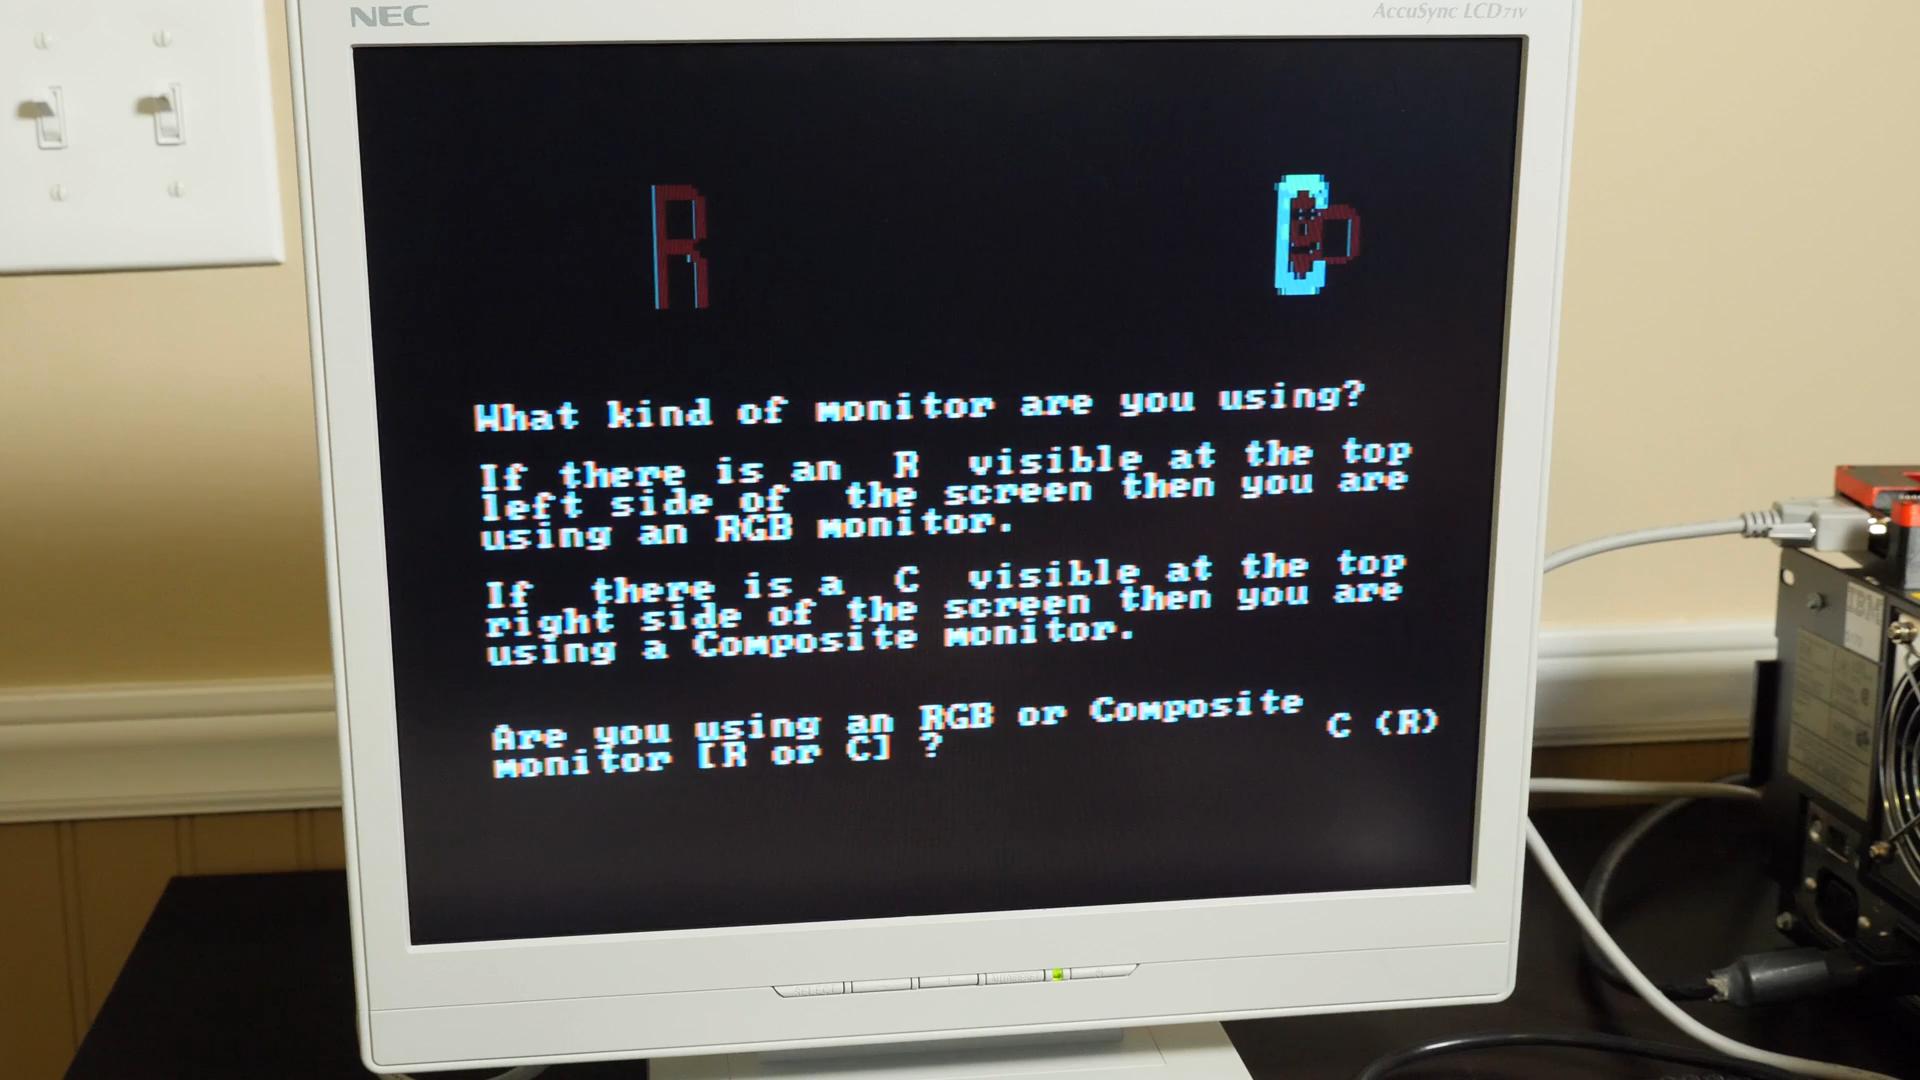 NEC
AccuSync LCD71V
R
C
What kind of monitor are you using?
If there is an R visible at the top
left side of the screen then you are
using an RGB monitor.
If there is a C visible at the top
right side of the screen then you are
using a Composite monitor.
Are you using an RGB or Composite
monitor [R or C] ?
C (R)
SELECT
IBM